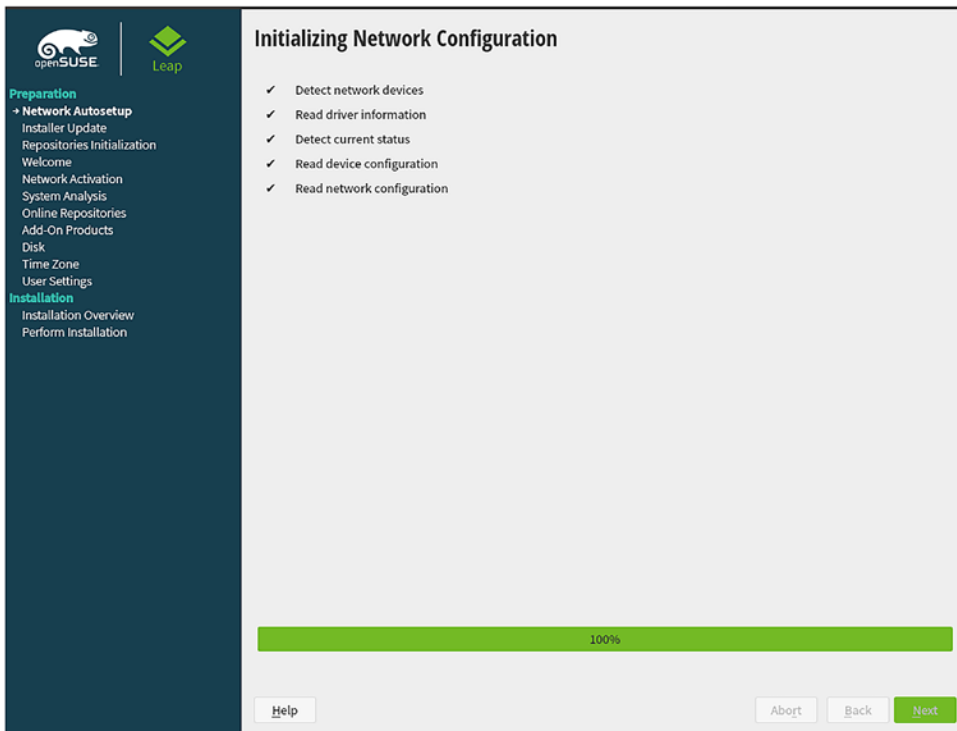 openSUSE
Leap
Preparation
→ Network Autosetup
Installer Update
Repositories Initialization
Welcome
Network Activation
System Analysis
Online Repositories
Add-On Products
Disk
Time Zone
User Settings
Installation
Installation Overview
Perform Installation
Initializing Network Configuration
✔ Detect network devices
✔ Read driver information
✔ Detect current status
✔ Read device configuration
✔ Read network configuration
100%
Help Abort Back Next